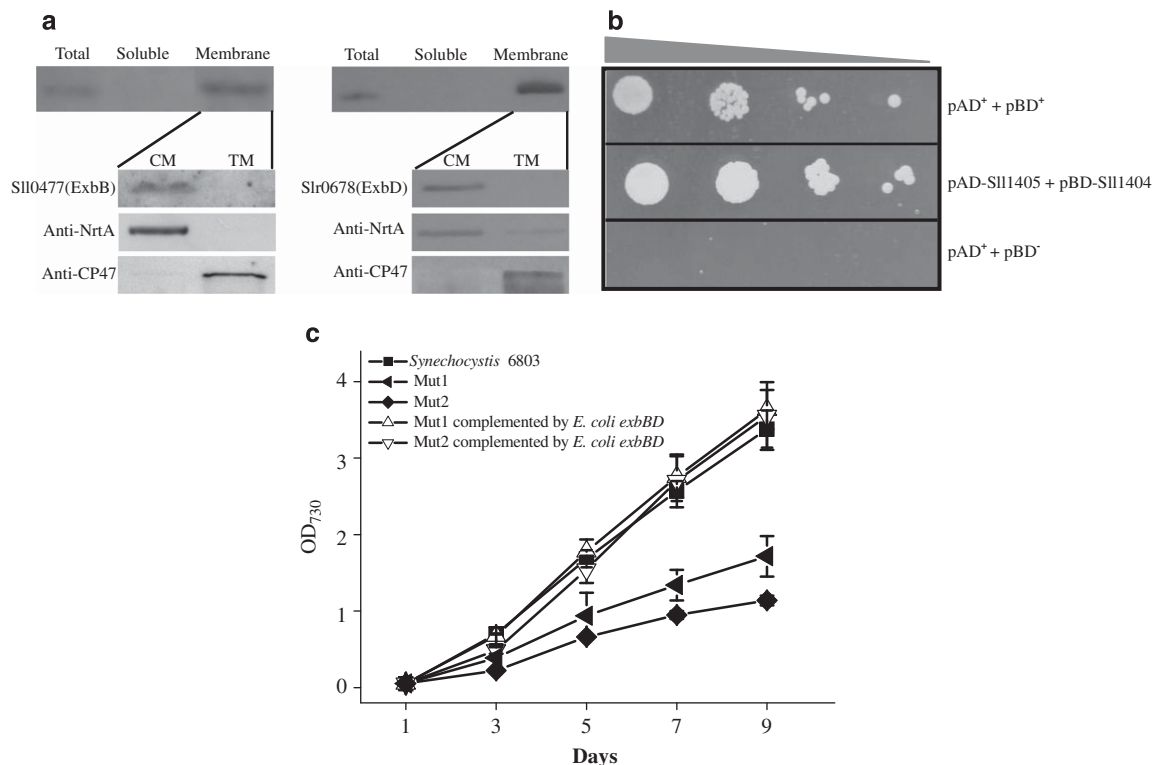 a
Total Soluble Membrane
CM TM
Sll0477(ExbB)
Anti-NrtA
Anti-CP47
Total Soluble Membrane
CM TM
Slr0678(ExbD)
Anti-NrtA
Anti-CP47
b
pAD+ + pBD+
pAD-Sll1405 + pBD-Sll1404
pAD+ + pBD-
c
Synechocystis 6803
Mut1
Mut2
Mut1 complemented by E. coli exbBD
Mut2 complemented by E. coli exbBD
OD730
4
3
2
1
0
1 3 5 7 9
Days